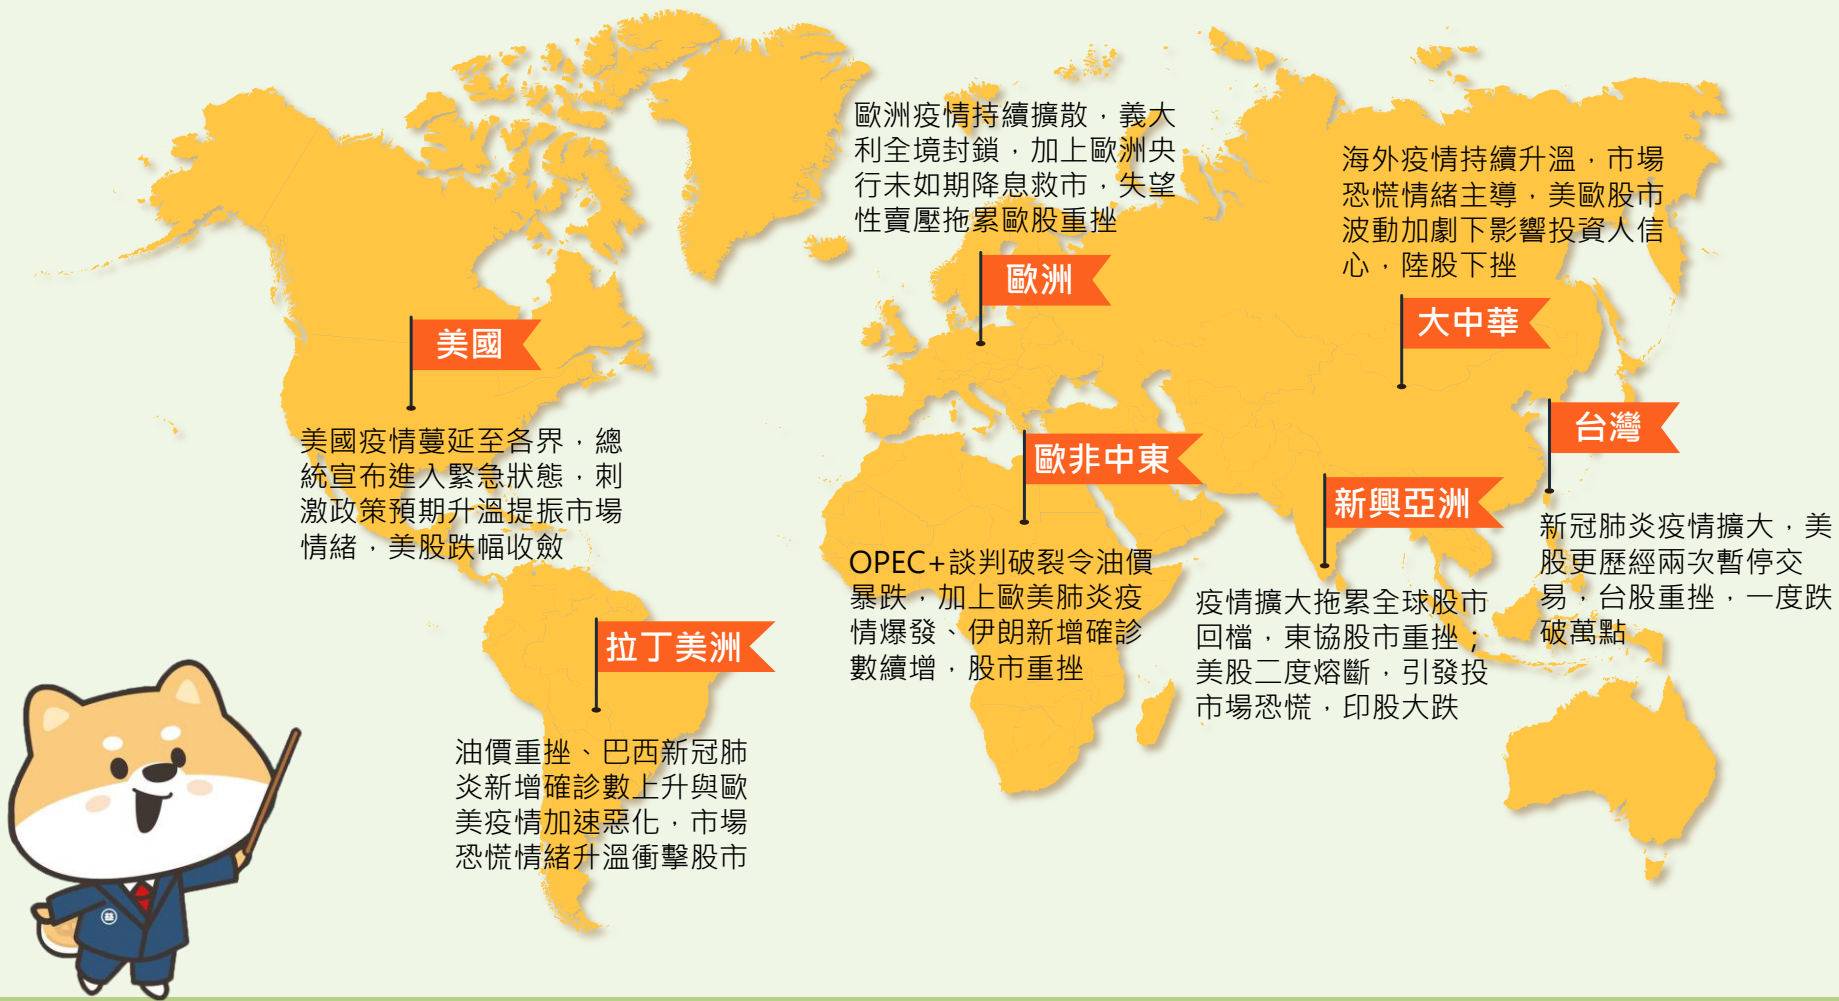 歐洲疫情持續擴散，義大
利全境封鎖，加上歐洲央
行未如期降息救市，失望
性賣壓拖累歐股重挫
歐洲
海外疫情持續升溫，市場
恐慌情緒主導，美歐股市
波動加劇下影響投資人信
心，陸股下挫
大中華
美國
美國疫情蔓延至各界，總
統宣布進入緊急狀態，刺
激政策預期升溫提振市場
情緒，美股跌幅收斂
台灣
新冠肺炎疫情擴大，美
股更歷經兩次暫停交
易，台股重挫，一度跌
破萬點
歐非中東
OPEC+談判破裂令油價
暴跌，加上歐美肺炎疫
情爆發、伊朗新增確診
數續增，股市重挫
新興亞洲
疫情擴大拖累全球股市
回檔，東協股市重挫；
美股二度熔斷，引發投
市場恐慌，印股大跌
拉丁美洲
油價重挫、巴西新冠肺
炎新增確診數上升與歐
美疫情加速惡化，市場
恐慌情緒升溫衝擊股市